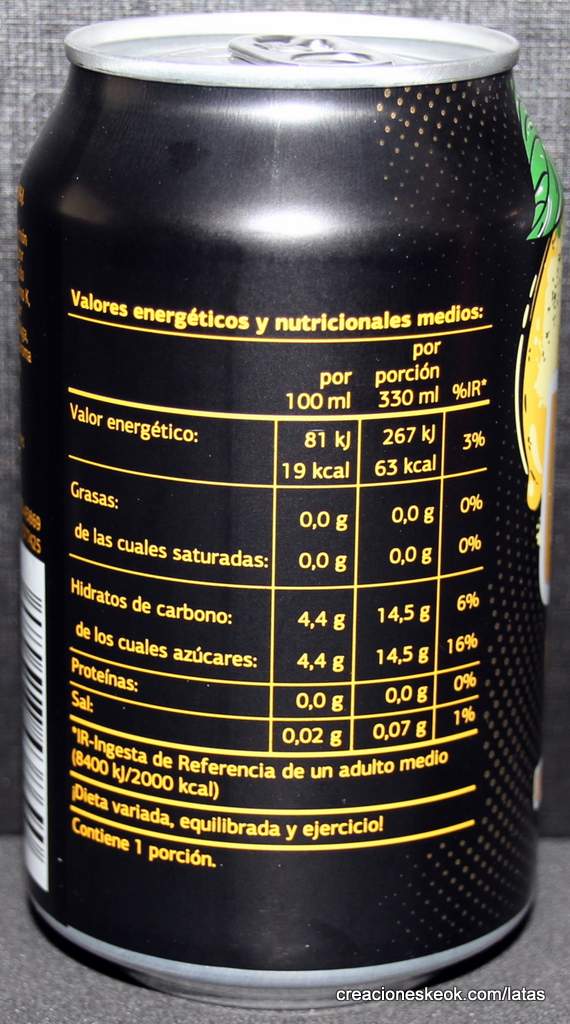 Valores energéticos y nutricionales medios:
por 100 ml por porción 330 ml %IR*
Valor energético: 81 kJ 267 kJ 3%
19 kcal 63 kcal
Grasas: 0,0 g 0,0 g 0%
de las cuales saturadas: 0,0 g 0,0 g 0%
Hidratos de carbono: 4,4 g 14,5 g 6%
de los cuales azúcares: 4,4 g 14,5 g 16%
Proteínas: 0,0 g 0,0 g 0%
Sal: 0,02 g 0,07 g 1%
*IR-Ingesta de Referencia de un adulto medio
(8400 kJ/2000 kcal)
¡Dieta variada, equilibrada y ejercicio!
Contiene 1 porción.
creacioneskeok.com/latas